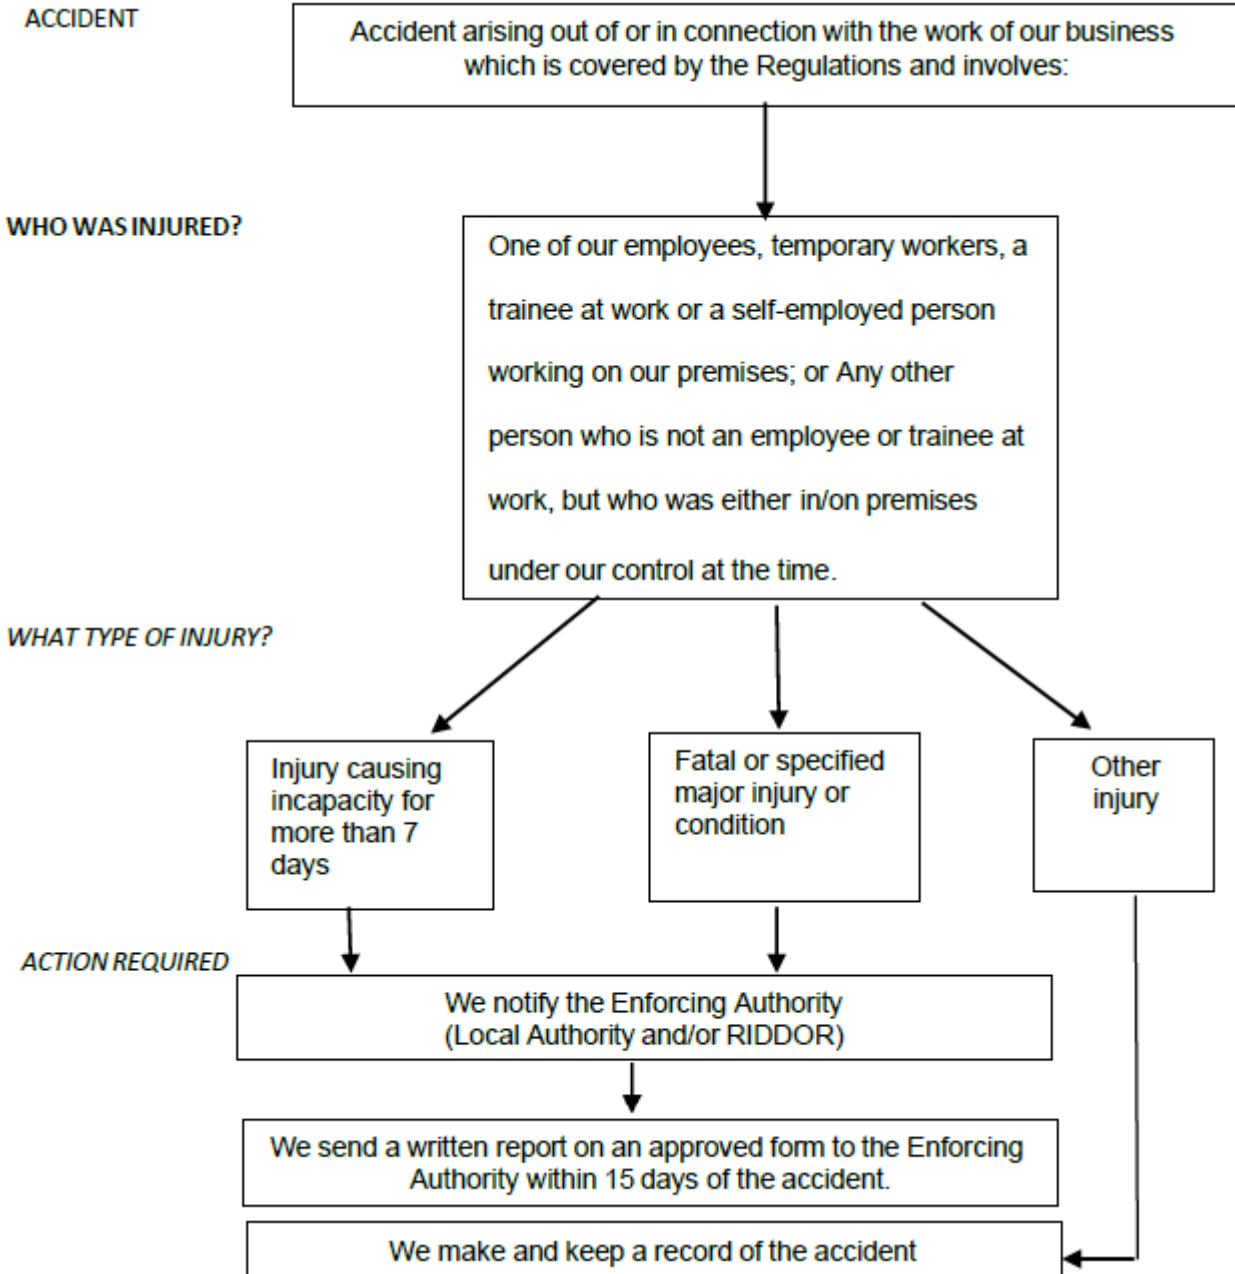 ACCIDENT
Accident arising out of or in connection with the work of our business
which is covered by the Regulations and involves:
WHO WAS INJURED?
One of our employees, temporary workers, a
trainee at work or a self-employed person
working on our premises; or Any other
person who is not an employee or trainee at
work, but who was either in/on premises
under our control at the time.
WHAT TYPE OF INJURY?
Injury causing
incapacity for
more than 7
days
Fatal or specified
major injury or
condition
Other
injury
ACTION REQUIRED
We notify the Enforcing Authority
(Local Authority and/or RIDDOR)
We send a written report on an approved form to the Enforcing
Authority within 15 days of the accident.
We make and keep a record of the accident